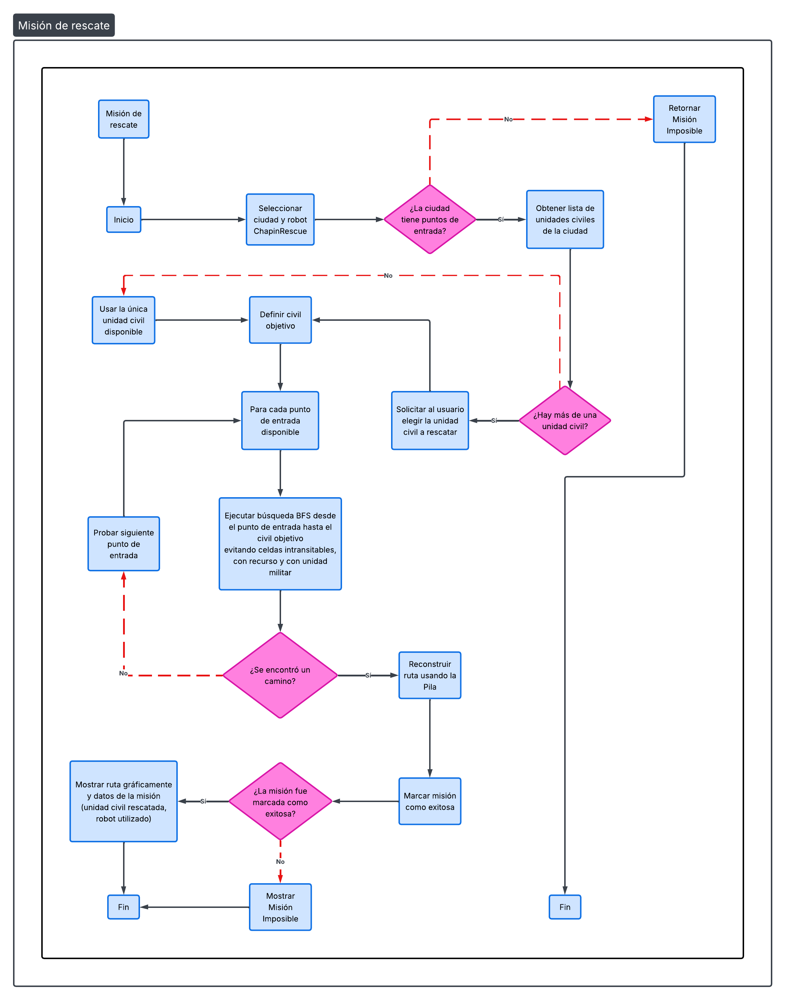 Misión de rescate
Misión de
rescate
Retornar
Misión
Imposible
No
Inicio
Seleccionar
ciudad y robot
ChapinRescue
¿La ciudad
tiene puntos de
entrada?
Sí
Obtener lista de
unidades civiles
de la ciudad
No
Usar la única
unidad civil
disponible
Definir civil
objetivo
Para cada punto
de entrada
disponible
Solicitar al usuario
elegir la unidad
civil a rescatar
Sí
¿Hay más de una
unidad civil?
Probar siguiente
punto de
entrada
Ejecutar búsqueda BFS desde
el punto de entrada hasta el
civil objetivo
evitando celdas intransitables,
con recurso y con unidad
militar
No
¿Se encontró un
camino?
Sí
Reconstruir
ruta usando la
Pila
Mostrar ruta gráficamente
y datos de la misión
(unidad civil rescatada,
robot utilizado)
Sí
¿La misión fue
marcada como
exitosa?
Marcar misión
como exitosa
No
Fin
Mostrar
Misión
Imposible
Fin